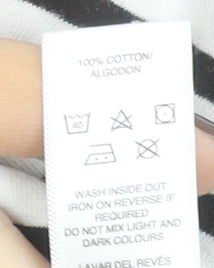 100% COTTON/
ALGODON
40
WASH INSIDE OUT
IRON ON REVERSE IF
REQUIRED
DO NOT MIX LIGHT AND
DARK COLOURS
LAVAR DEL REVÉS